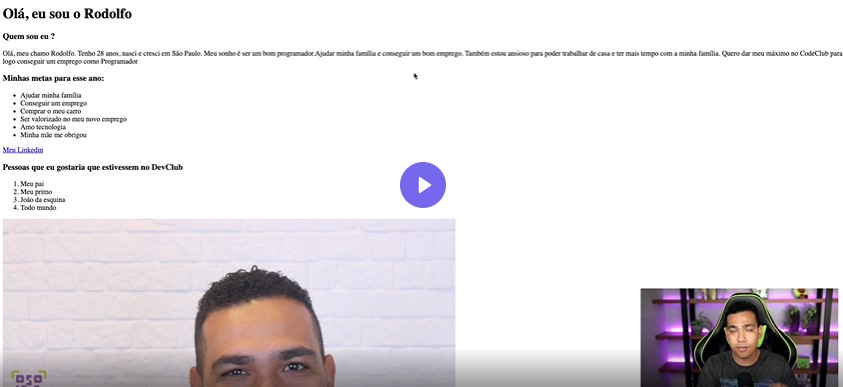 Olá, eu sou o Rodolfo
Quem sou eu ?
Olá, meu chamo Rodolfo. Tenho 28 anos, nasci e cresci em São Paulo. Meu sonho é ser um bom programador.Ajudar minha família e conseguir um bom emprego. Também estou ansioso para poder trabalhar de casa e ter mais tempo com a minha família. Quero dar meu máximo no CodeClub para
logo conseguir um emprego como Programador
Minhas metas para esse ano:
Ajudar minha família
Conseguir um emprego
Comprar o meu carro
Ser valorizado no meu novo emprego
Amo tecnologia
Minha mãe me obrigou
Meu Linkedin
Pessoas que eu gostaria que estivessem no DevClub
1. Meu pai
2. Meu primo
3. João da esquina
4. Todo mundo